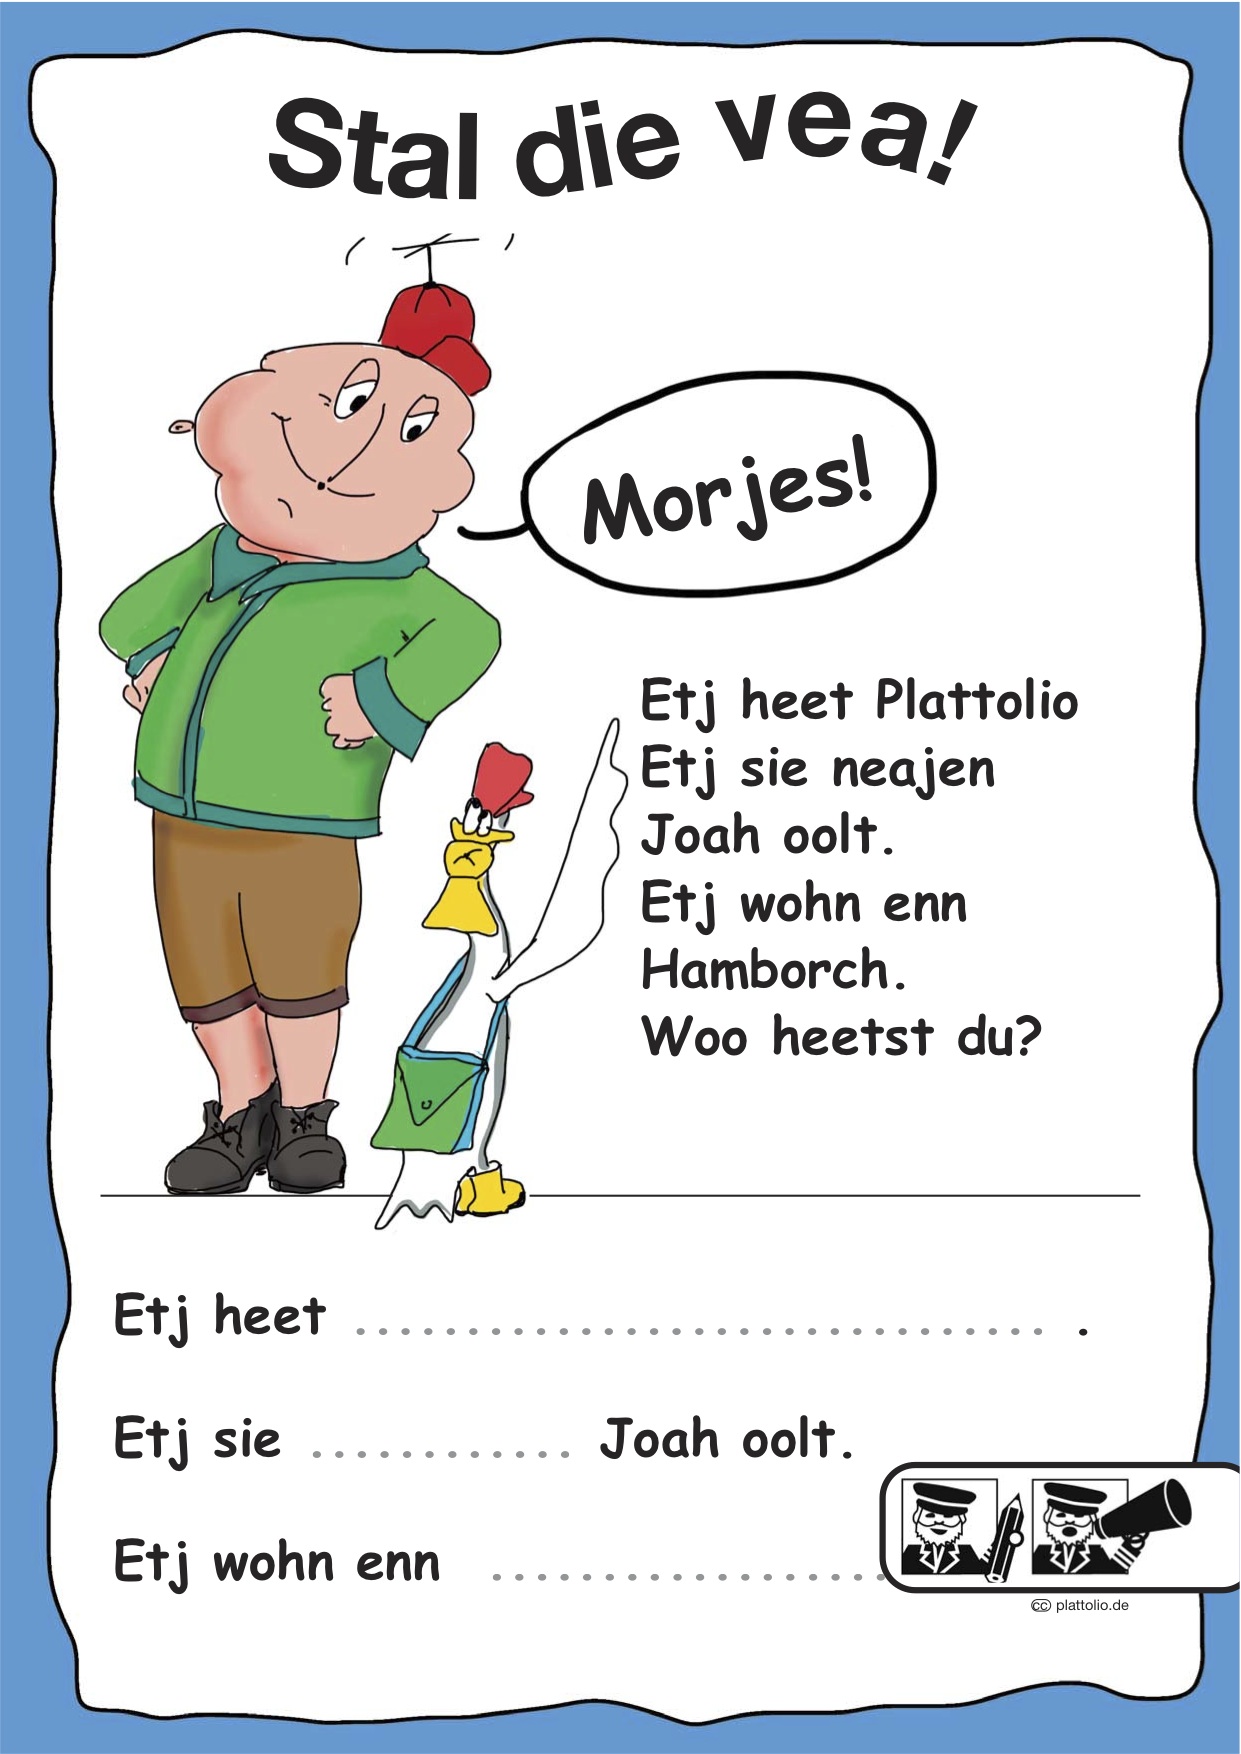 Stal die vea!
Morjes!
Etj heet Plattolio
Etj sie neajen
Joah oolt.
Etj wohn enn
Hamborch.
Woo heetst du?
Etj heet ............................... .
Etj sie ............ Joah oolt.
Etj wohn enn ..................
cc plattolio.de